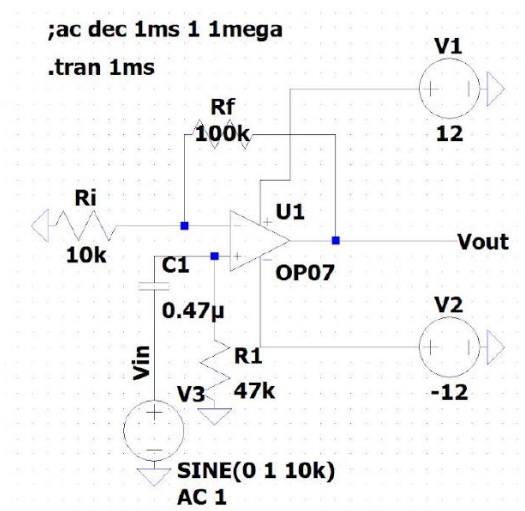 ;ac dec 1ms 1 1mega
.tran 1ms
V1
12
Rf
100k
Ri
10k
U1
OP07
Vout
C1
0.47µ
Vin
R1
47k
V2
-12
V3
SINE(0 1 10k)
AC 1